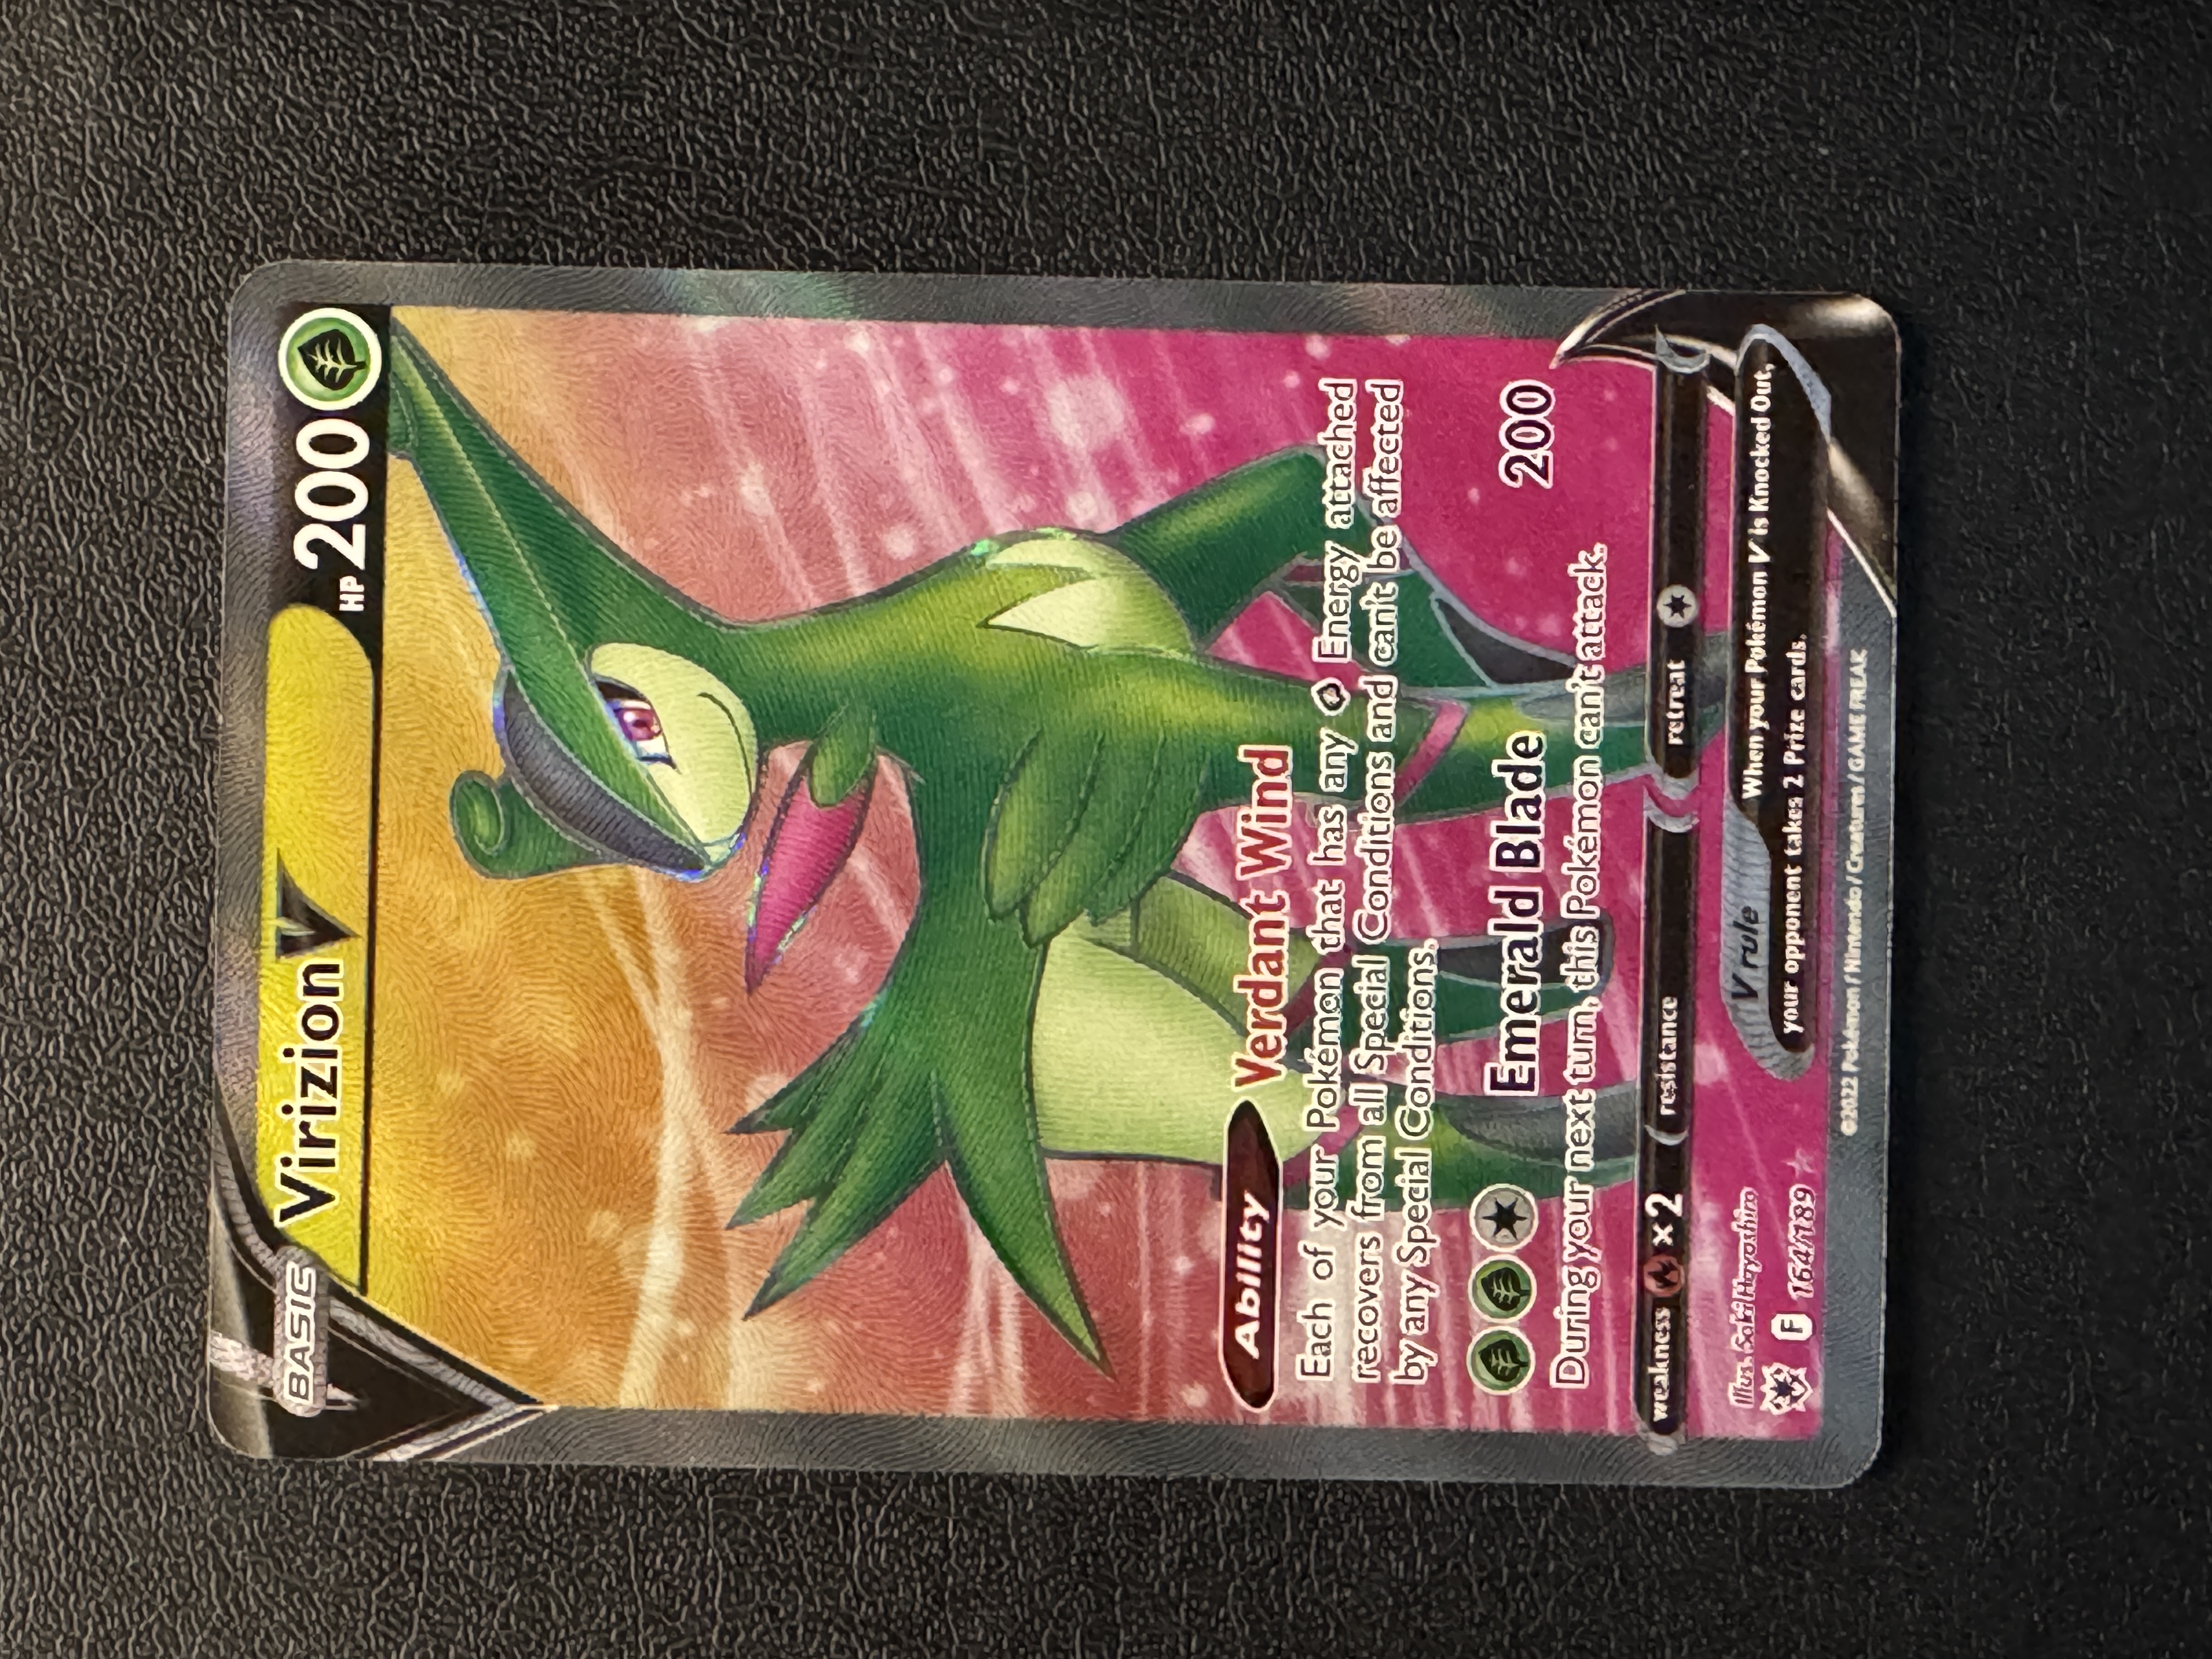 BASIC
Virizion V
HP 200
Ability Verdant Wind
Each of your Pokémon that has any Energy attached
recovers from all Special Conditions and can't be affected
by any Special Conditions.
Emerald Blade 200
During your next turn, this Pokémon can't attack.
weakness ×2 resistance retreat
Illus. Saki Hayashiro
F 164/189
V rule
When your Pokémon V is Knocked Out,
your opponent takes 2 Prize cards.
©2022 Pokémon / Nintendo / Creatures / GAME FREAK